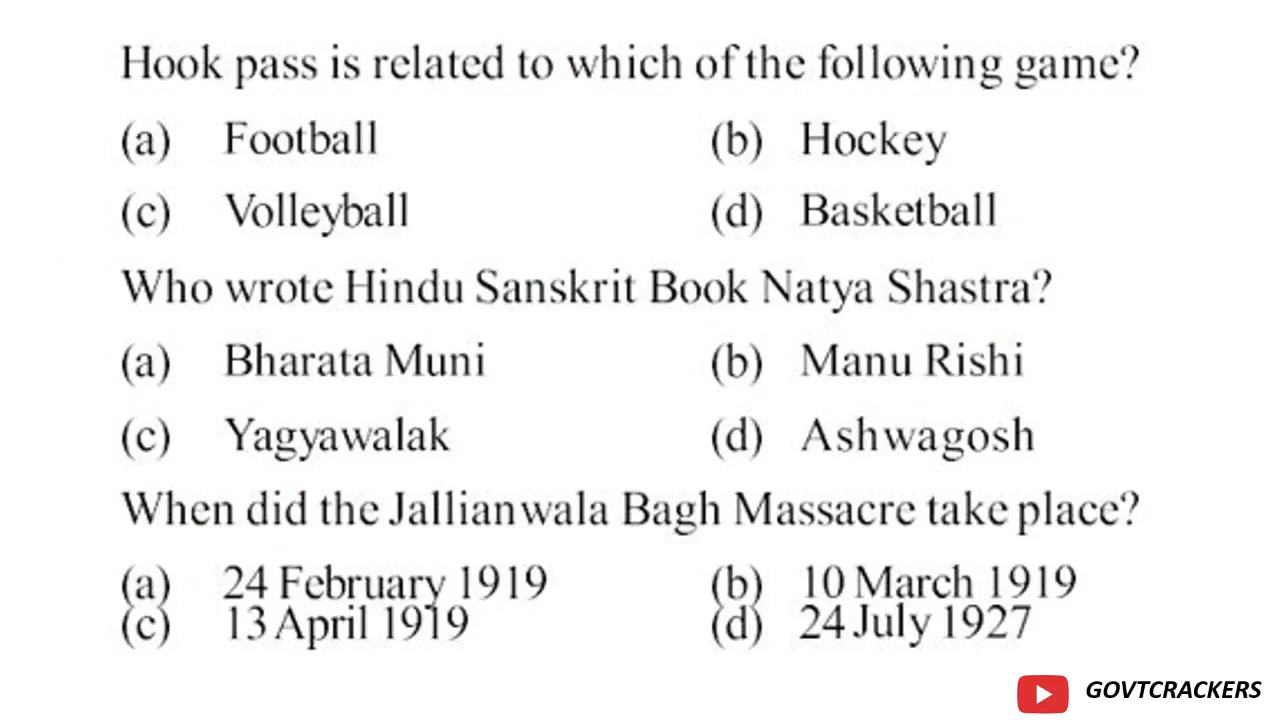 Hook pass is related to which of the following game?
(a) Football (b) Hockey
(c) Volleyball (d) Basketball
Who wrote Hindu Sanskrit Book Natya Shastra?
(a) Bharata Muni (b) Manu Rishi
(c) Yagyawalak (d) Ashwagosh
When did the Jallianwala Bagh Massacre take place?
(a) 24 February 1919 (b) 10 March 1919
(c) 13 April 1919 (d) 24 July 1927
GOVTCRACKERS